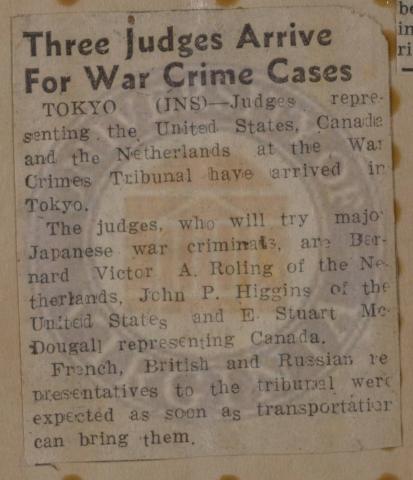 Three Judges Arrive
For War Crime Cases
TOKYO (INS)—Judges repre-
senting the United States, Canada
and the Netherlands at the War
Crimes Tribunal have arrived in
Tokyo.
The judges, who will try major
Japanese war criminals, are Ber-
nard Victor A. Roling of the Ne-
therlands, John P. Higgins of the
United States and E. Stuart Mc-
Dougall representing Canada.
French, British and Russian re
presentatives to the tribunal were
expected as soon as transportation
can bring them.